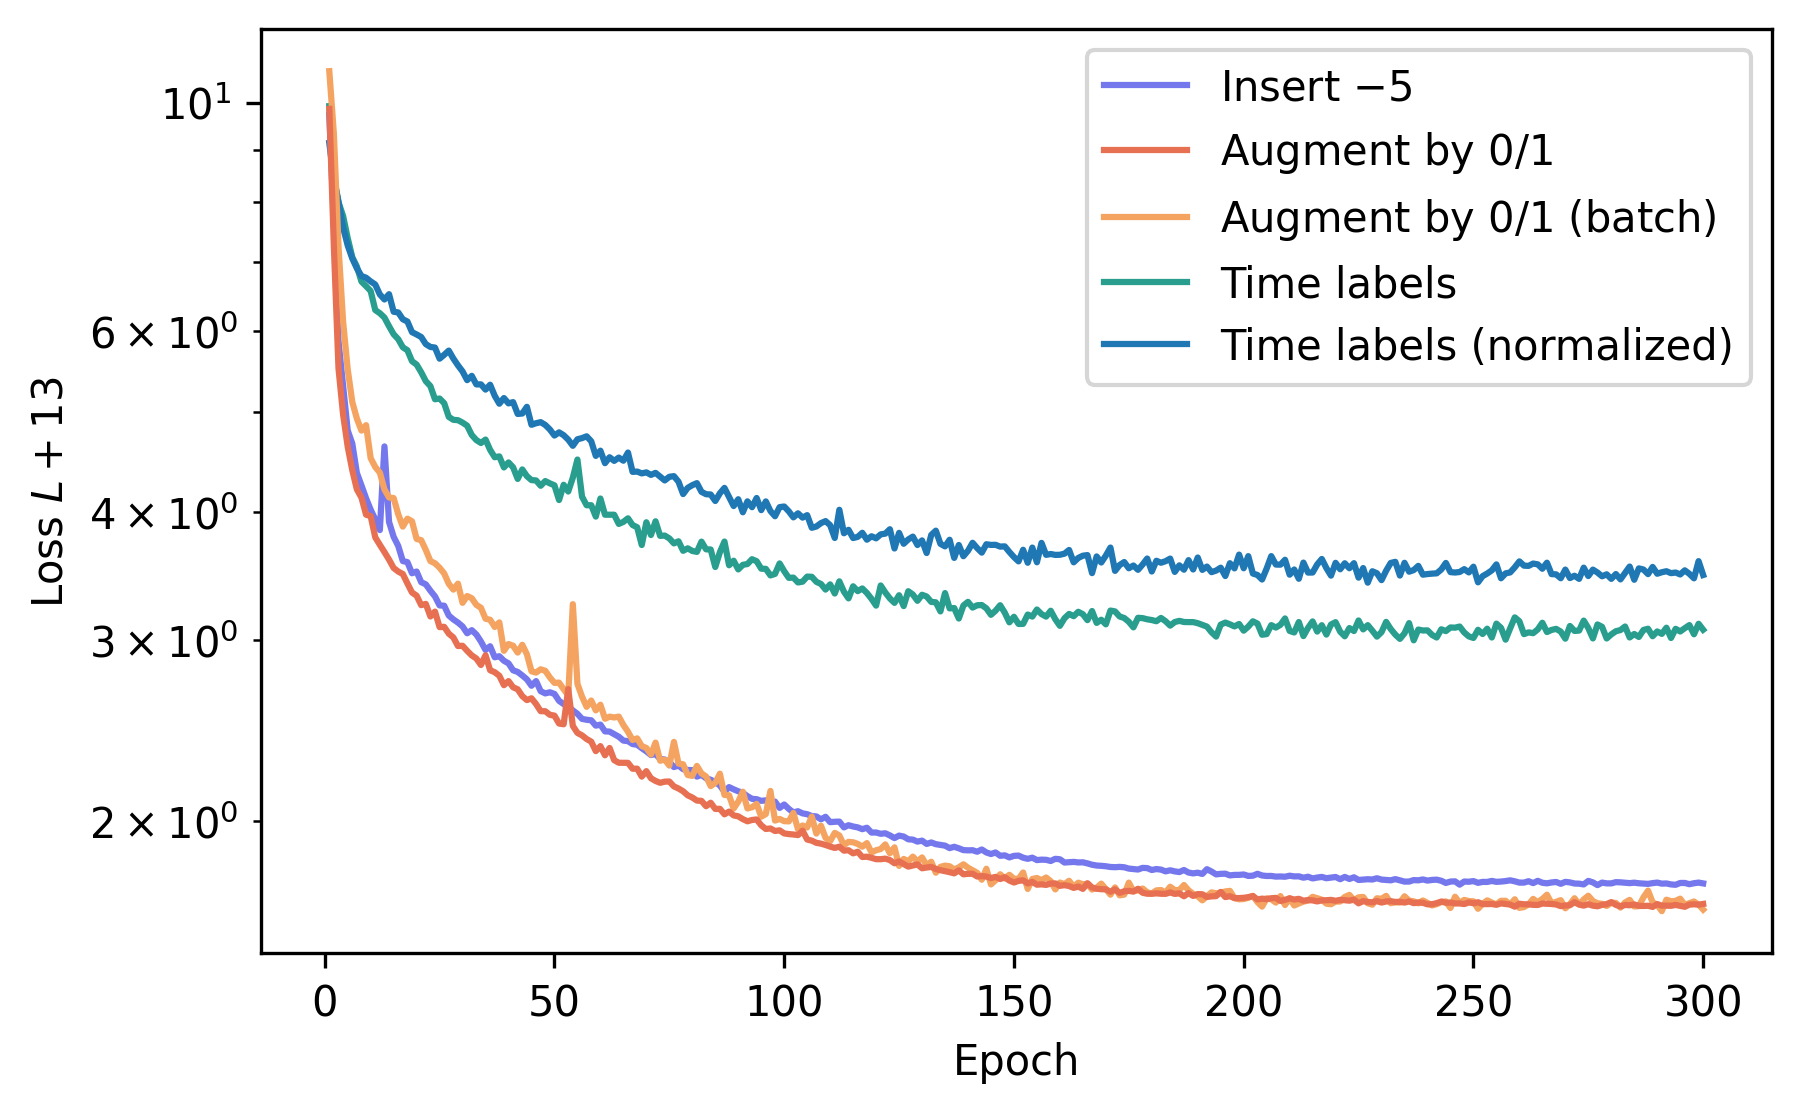 Loss L + 13
10¹
6 × 10⁰
4 × 10⁰
3 × 10⁰
2 × 10⁰
Insert −5
Augment by 0/1
Augment by 0/1 (batch)
Time labels
Time labels (normalized)
0 50 100 150 200 250 300
Epoch